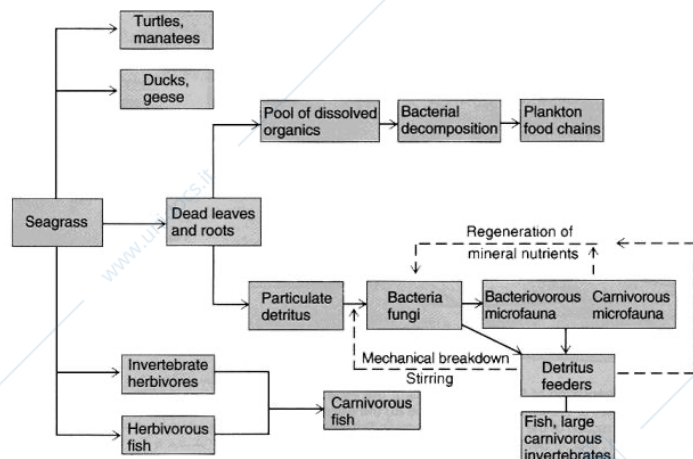 Turtles,
manatees
Ducks,
geese
Pool of dissolved
organics
Bacterial
decomposition
Plankton
food chains
Seagrass
Dead leaves
and roots
Regeneration of
mineral nutrients
Particulate
detritus
Bacteria
fungi
Bacteriovorous
microfauna
Carnivorous
microfauna
Mechanical breakdown
Stirring
Invertebrate
herbivores
Detritus
feeders
Carnivorous
fish
Herbivorous
fish
Fish, large
carnivorous
invertebrates